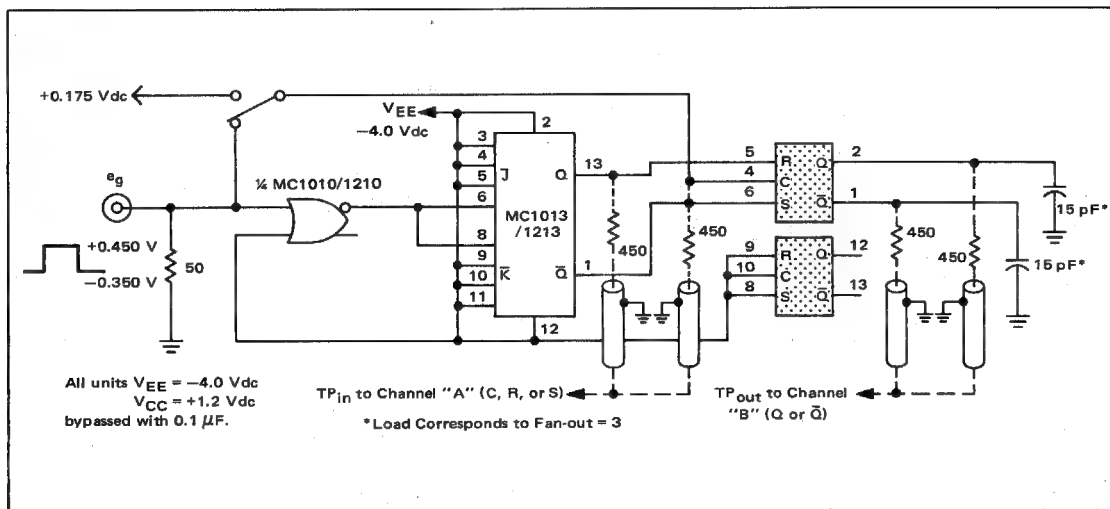 +0.175 Vdc
VEE
−4.0 Vdc
2
3
4
5
6
8
9
10
11
12
J̅
K̅
Q
Q̅
13
1
MC1013
/1213
eg
¼ MC1010/1210
+0.450 V
−0.350 V
50
450
450
5
4
6
R
C
S
Q
Q̅
2
1
9
10
8
R
C
S
Q
Q̅
12
13
15 pF*
15 pF*
450
450
All units VEE = −4.0 Vdc
VCC = +1.2 Vdc
bypassed with 0.1 μF.
TPin to Channel "A" (C, R, or S)
*Load Corresponds to Fan-out = 3
TPout to Channel
"B" (Q or Q̅)